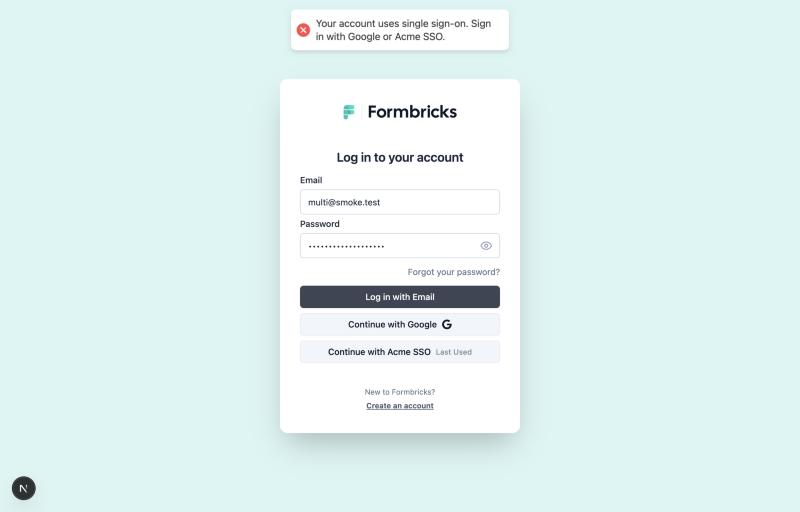 Your account uses single sign-on. Sign
in with Google or Acme SSO.
Formbricks
Log in to your account
Email
multi@smoke.test
Password
•••••••••••••••••••
Forgot your password?
Log in with Email
Continue with Google G
Continue with Acme SSO Last Used
New to Formbricks?
Create an account
N